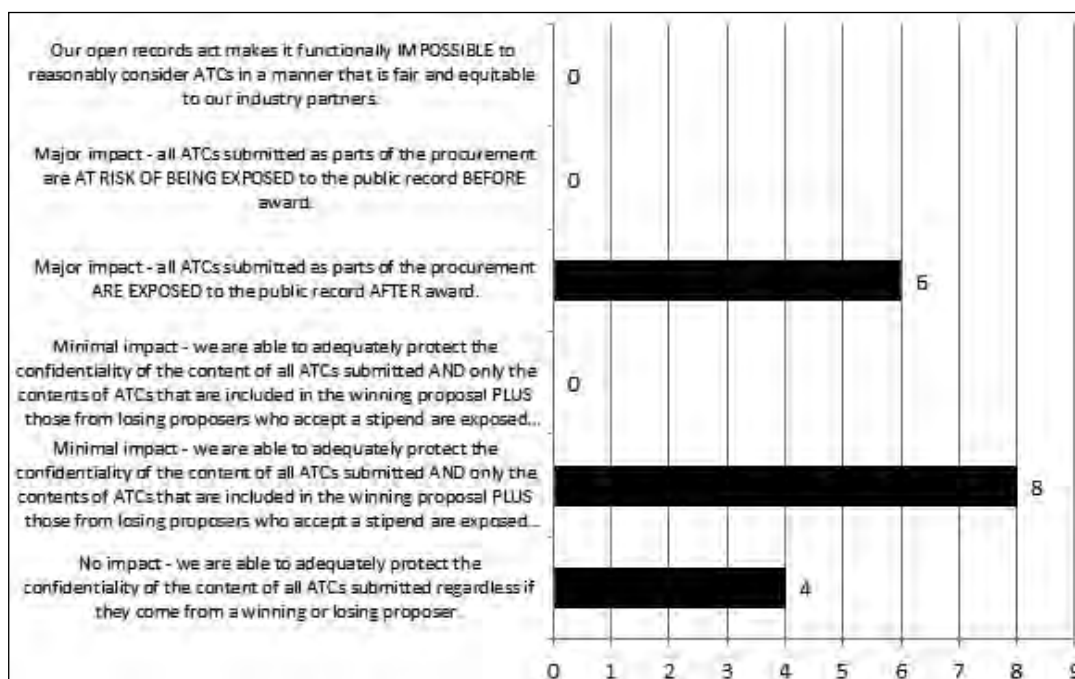 Our open records act makes it functionally IMPOSSIBLE to
reasonably consider ATCs in a manner that is fair and equitable
to our industry partners.
0
Major impact - all ATCs submitted as parts of the procurement
are AT RISK OF BEING EXPOSED to the public record BEFORE
award.
0
Major impact - all ATCs submitted as parts of the procurement
ARE EXPOSED to the public record AFTER award.
6
Minimal impact - we are able to adequately protect the
confidentiality of the content of all ATCs submitted AND only the
contents of ATCs that are included in the winning proposal PLUS
those from losing proposers who accept a stipend are exposed...
0
Minimal impact - we are able to adequately protect the
confidentiality of the content of all ATCs submitted AND only the
contents of ATCs that are included in the winning proposal PLUS
those from losing proposers who accept a stipend are exposed...
8
No impact - we are able to adequately protect the
confidentiality of the content of all ATCs submitted regardless if
they come from a winning or losing proposer.
4
0 1 2 3 4 5 6 7 8 9